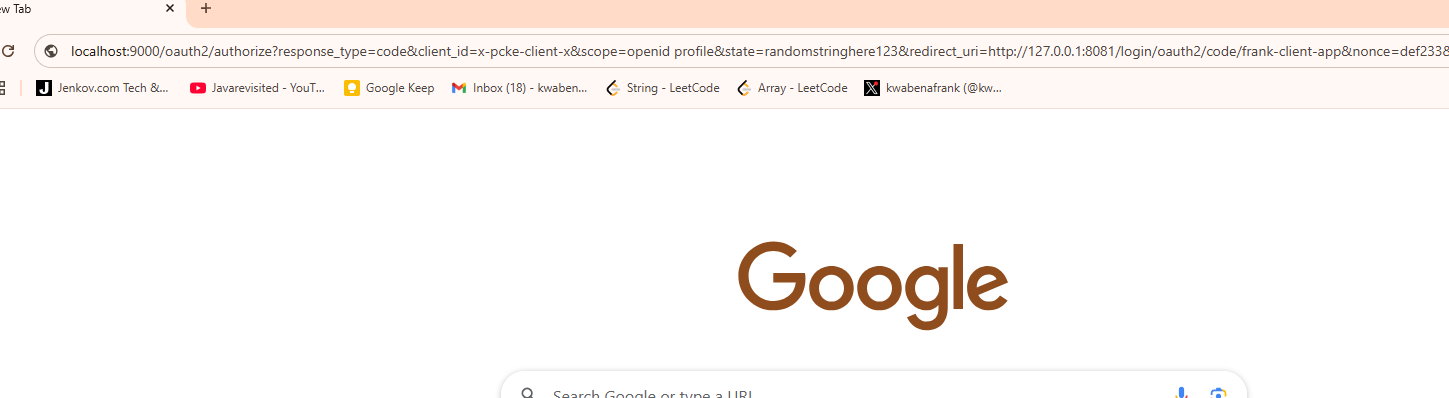 ew Tab
localhost:9000/oauth2/authorize?response_type=code&client_id=x-pcke-client-x&scope=openid profile&state=randomstringhere123&redirect_uri=http://127.0.0.1:8081/login/oauth2/code/frank-client-app&nonce=def233&
Jenkov.com Tech &... Javarevisited - YouT... Google Keep Inbox (18) - kwaben... String - LeetCode Array - LeetCode kwabenafrank (@kw...
Google
Search Google or type a URL